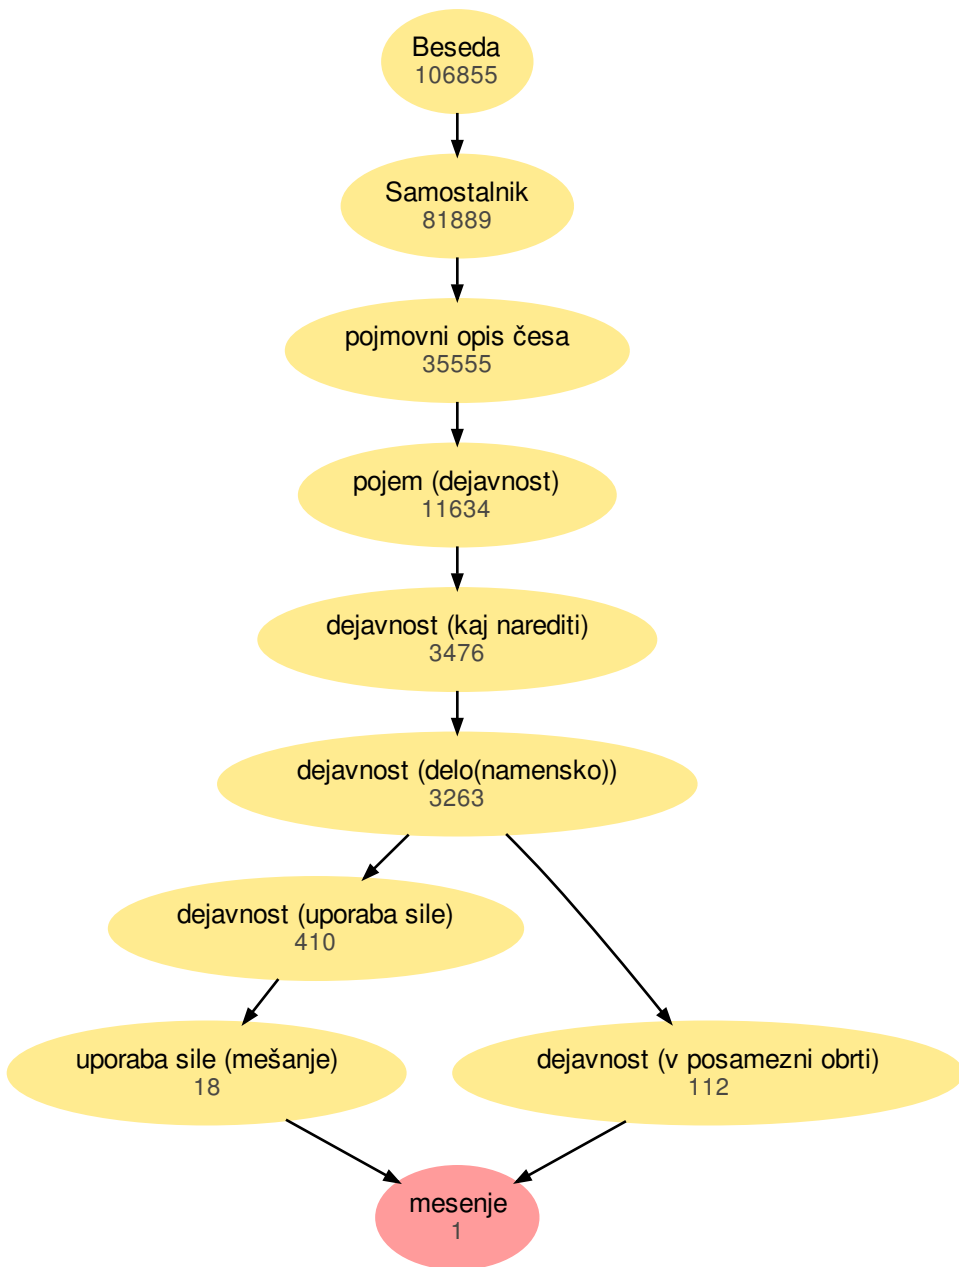 Beseda
106855
Samostalnik
81889
pojmovni opis česa
35555
pojem (dejavnost)
11634
dejavnost (kaj narediti)
3476
dejavnost (delo(namensko))
3263
dejavnost (uporaba sile)
410
uporaba sile (mešanje)
18
dejavnost (v posamezni obrti)
112
mesenje
1